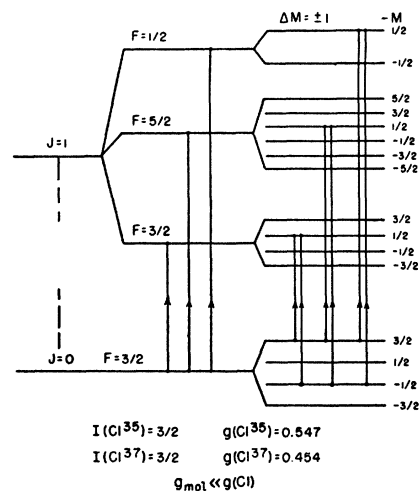 ΔM = ±1
-M
1/2
F = 1/2
-1/2
5/2
3/2
F = 5/2
1/2
-1/2
-3/2
-5/2
J=1
3/2
F = 3/2
1/2
-1/2
-3/2
J=0
F = 3/2
3/2
1/2
-1/2
-3/2
I(Cl³⁵) = 3/2 g(Cl³⁵) = 0.547
I(Cl³⁷) = 3/2 g(Cl³⁷) = 0.454
g_mol ≪ g(Cl)